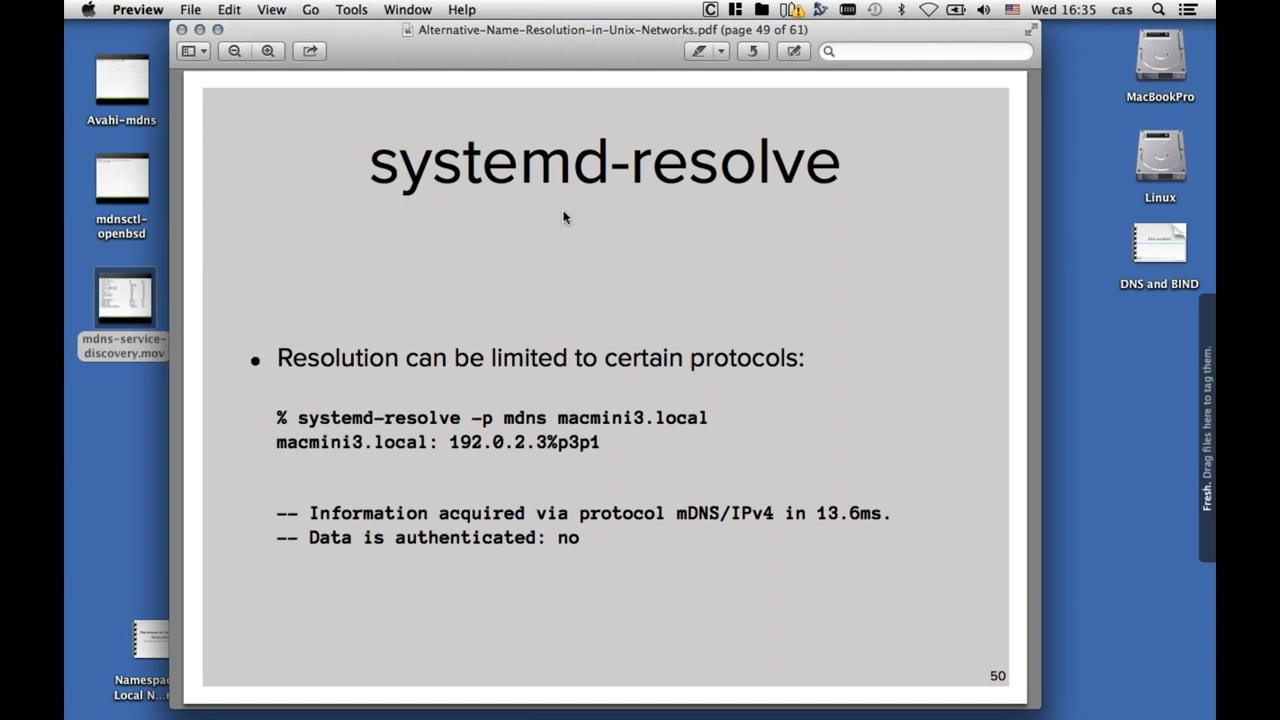 Preview File Edit View Go Tools Window Help Wed 16:35 cas
Alternative-Name-Resolution-in-Unix-Networks.pdf (page 49 of 61)
Avahi-mdns
mdnsctl-
openbsd
mdns-service-
discovery.mov
Namespac
Local N...r
systemd-resolve
• Resolution can be limited to certain protocols:
% systemd-resolve -p mdns macmini3.local
macmini3.local: 192.0.2.3%p3p1
-- Information acquired via protocol mDNS/IPv4 in 13.6ms.
-- Data is authenticated: no
50
MacBookPro
Linux
DNS and BIND
Fresh. Drag files here to tag them.